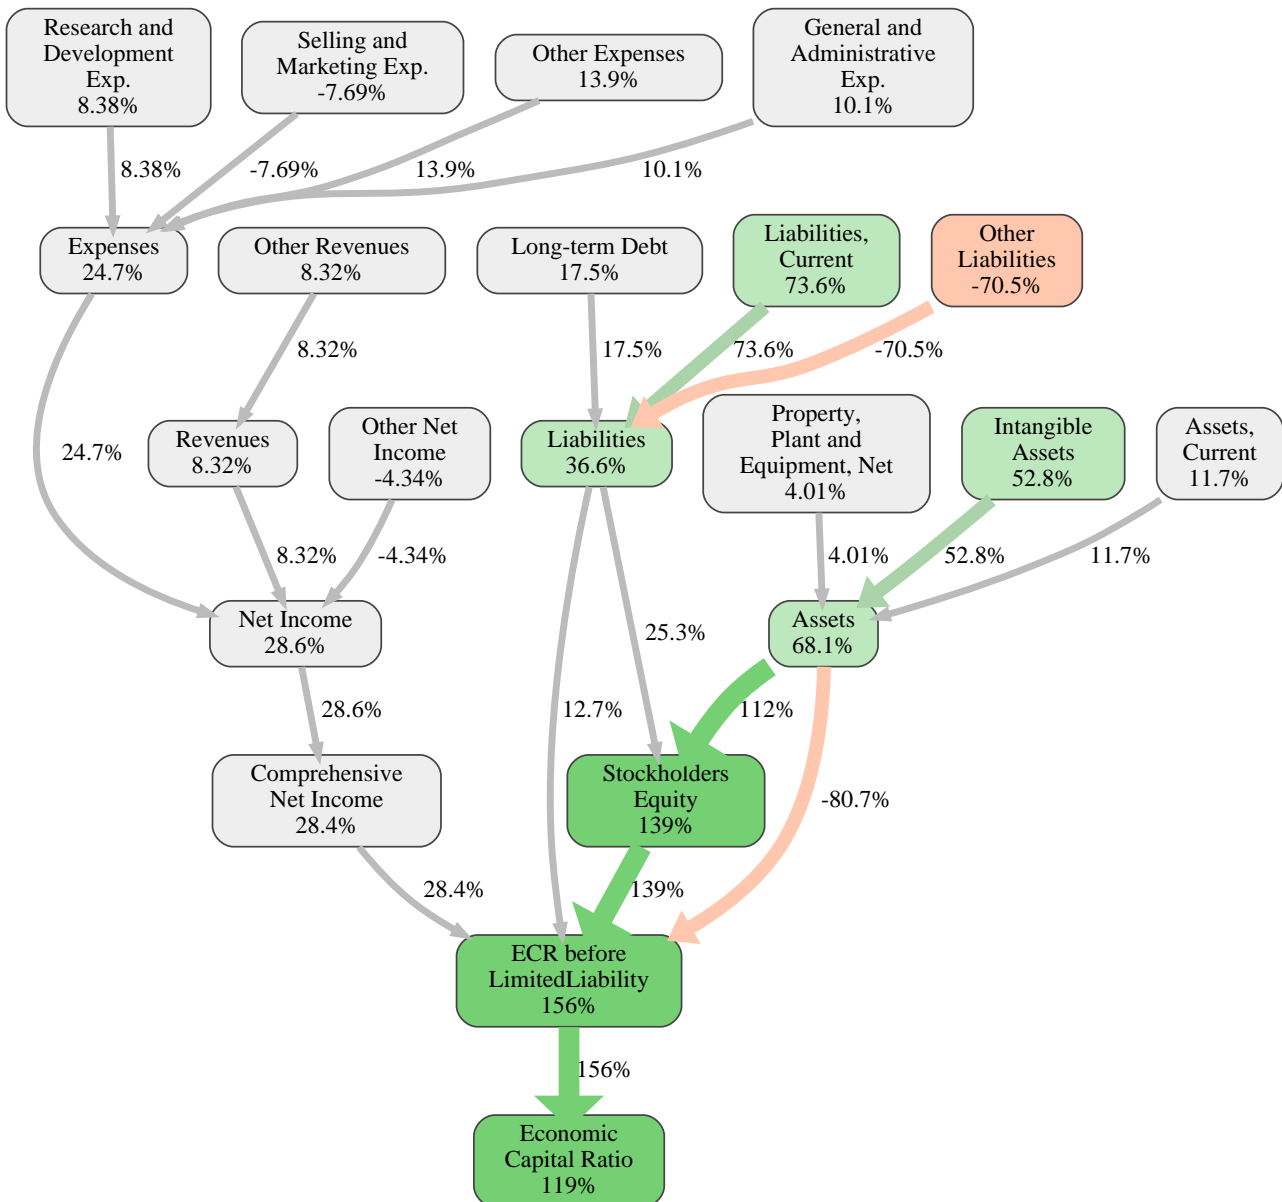 Research and
Development
Exp.
8.38%
Selling and
Marketing Exp.
-7.69%
Other Expenses
13.9%
General and
Administrative
Exp.
10.1%
8.38%
-7.69%
13.9%
10.1%
Expenses
24.7%
Other Revenues
8.32%
Long-term Debt
17.5%
Liabilities,
Current
73.6%
Other
Liabilities
-70.5%
8.32%
17.5%
73.6%
-70.5%
24.7%
Revenues
8.32%
Other Net
Income
-4.34%
Liabilities
36.6%
Property,
Plant and
Equipment, Net
4.01%
Intangible
Assets
52.8%
Assets,
Current
11.7%
8.32%
-4.34%
4.01%
52.8%
11.7%
Net Income
28.6%
25.3%
Assets
68.1%
28.6%
12.7%
112%
Comprehensive
Net Income
28.4%
Stockholders
Equity
139%
-80.7%
28.4%
139%
ECR before
LimitedLiability
156%
156%
Economic
Capital Ratio
119%